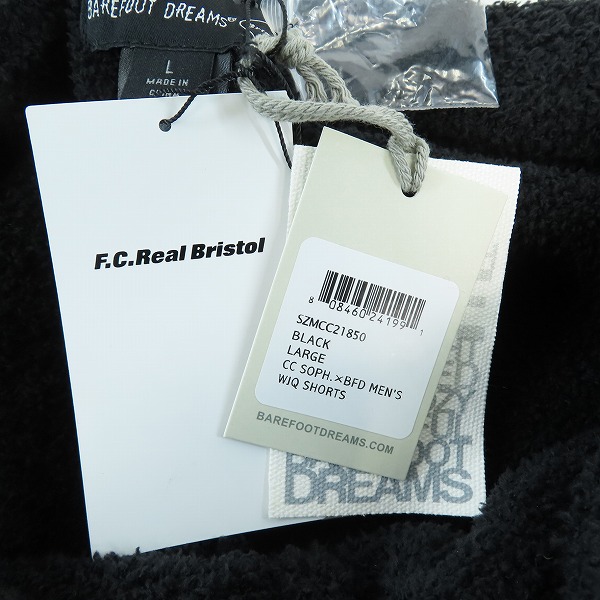 BAREFOOT DREAMS®
L
MADE IN
CHINA
F.C.Real Bristol
8 08460 24199 1
SZMCC21850
BLACK
LARGE
CC SOPH.×BFD MEN'S
WJQ SHORTS
BAREFOOTDREAMS.COM
DREAMS